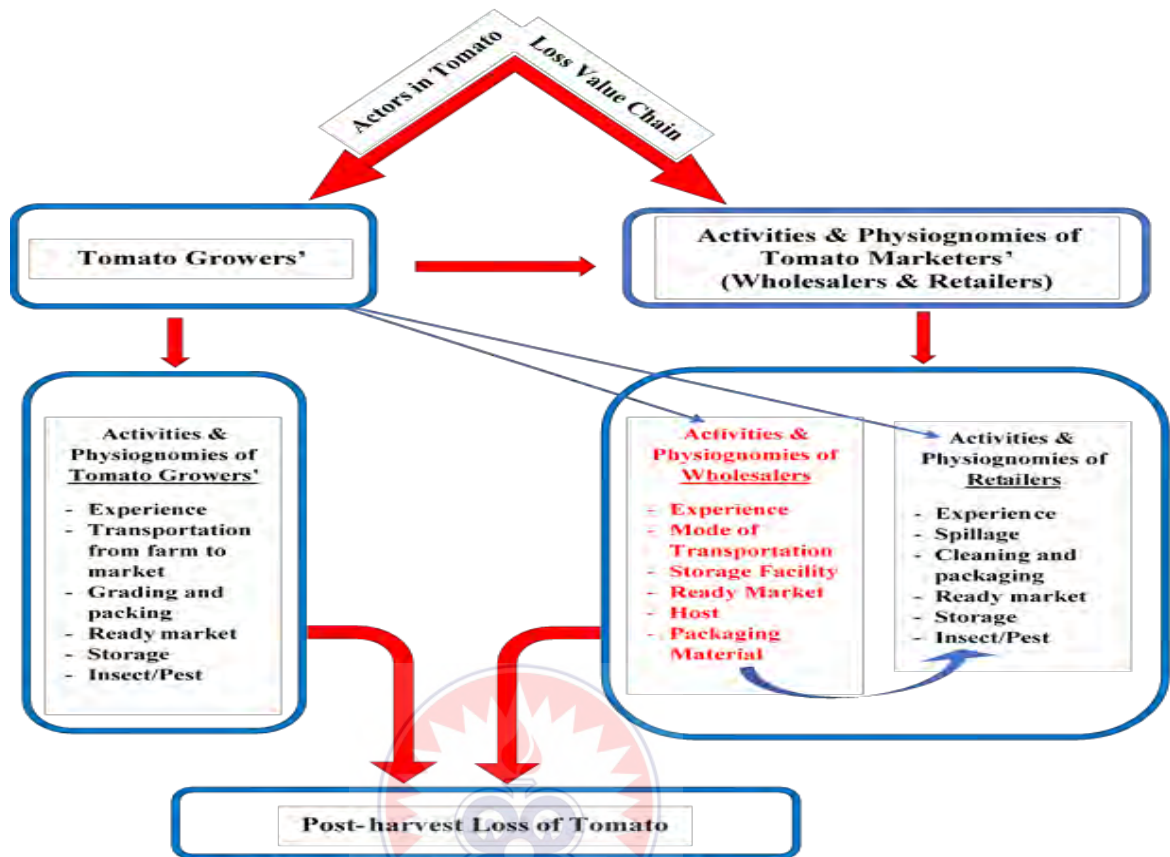 Actors in Tomato
Loss Value Chain
Tomato Growers’
Activities & Physiognomies of
Tomato Marketers’
(Wholesalers & Retailers)
Activities &
Physiognomies of
Tomato Growers’
- Experience
- Transportation
from farm to
market
- Grading and
packing
- Ready market
- Storage
- Insect/Pest
Activities &
Physiognomies of
Wholesalers
- Experience
- Mode of
Transportation
- Storage Facility
- Ready Market
- Host
- Packaging
Material
Activities &
Physiognomies of
Retailers
- Experience
- Spillage
- Cleaning and
packaging
- Ready market
- Storage
- Insect/Pest
Post-harvest Loss of Tomato